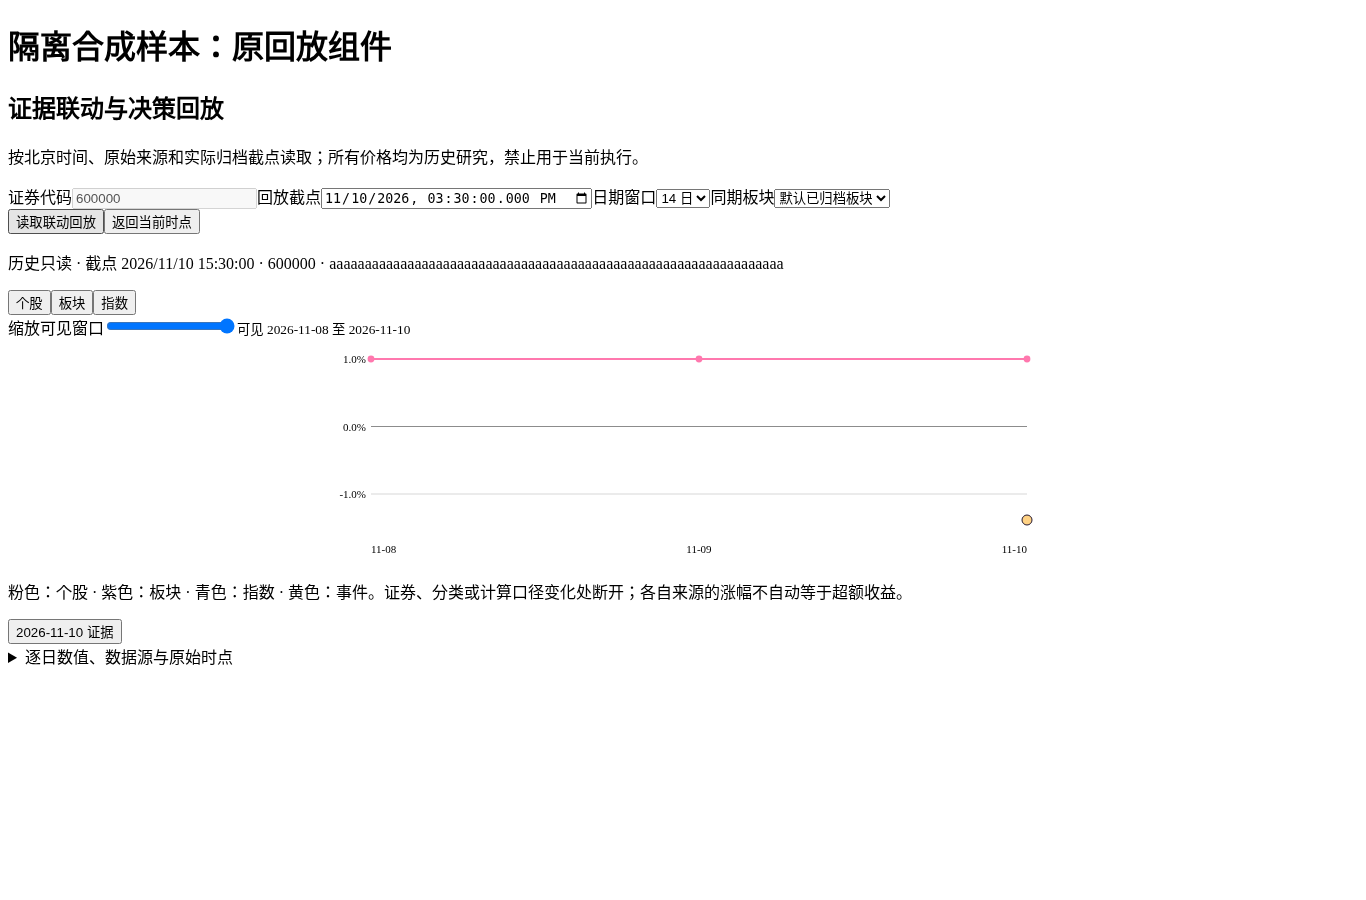 隔离合成样本：原回放组件
证据联动与决策回放
按北京时间、原始来源和实际归档截点读取；所有价格均为历史研究，禁止用于当前执行。
证券代码 600000 回放截点 11/10/2026, 03:30:00.000 PM 日期窗口 14 日 同期板块 默认已归档板块
读取联动回放 返回当前时点
历史只读 · 截点 2026/11/10 15:30:00 · 600000 · aaaaaaaaaaaaaaaaaaaaaaaaaaaaaaaaaaaaaaaaaaaaaaaaaaaaaaaaaaaaaaaa
个股 板块 指数
缩放可见窗口 可见 2026-11-08 至 2026-11-10
1.0%
0.0%
-1.0%
11-08 11-09 11-10
粉色：个股 · 紫色：板块 · 青色：指数 · 黄色：事件。证券、分类或计算口径变化处断开；各自来源的涨幅不自动等于超额收益。
2026-11-10 证据
逐日数值、数据源与原始时点